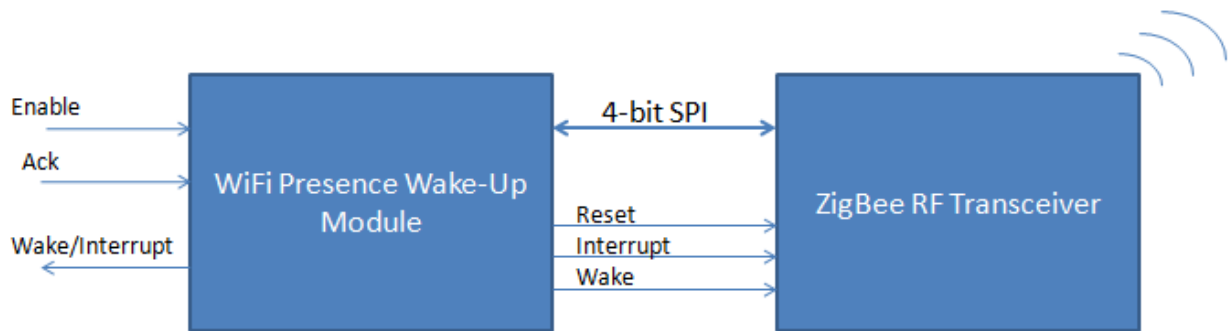 Enable
Ack
Wake/Interrupt
WiFi Presence Wake-Up
Module
4-bit SPI
Reset
Interrupt
Wake
ZigBee RF Transceiver